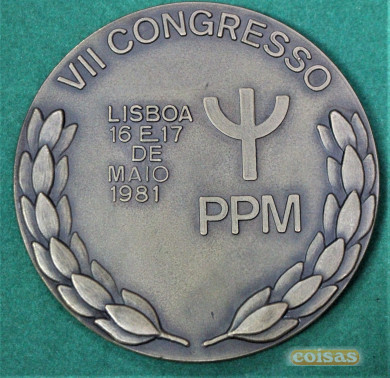 VII CONGRESSO
LISBOA
16 E 17
DE
MAIO
1981
PPM
coisas